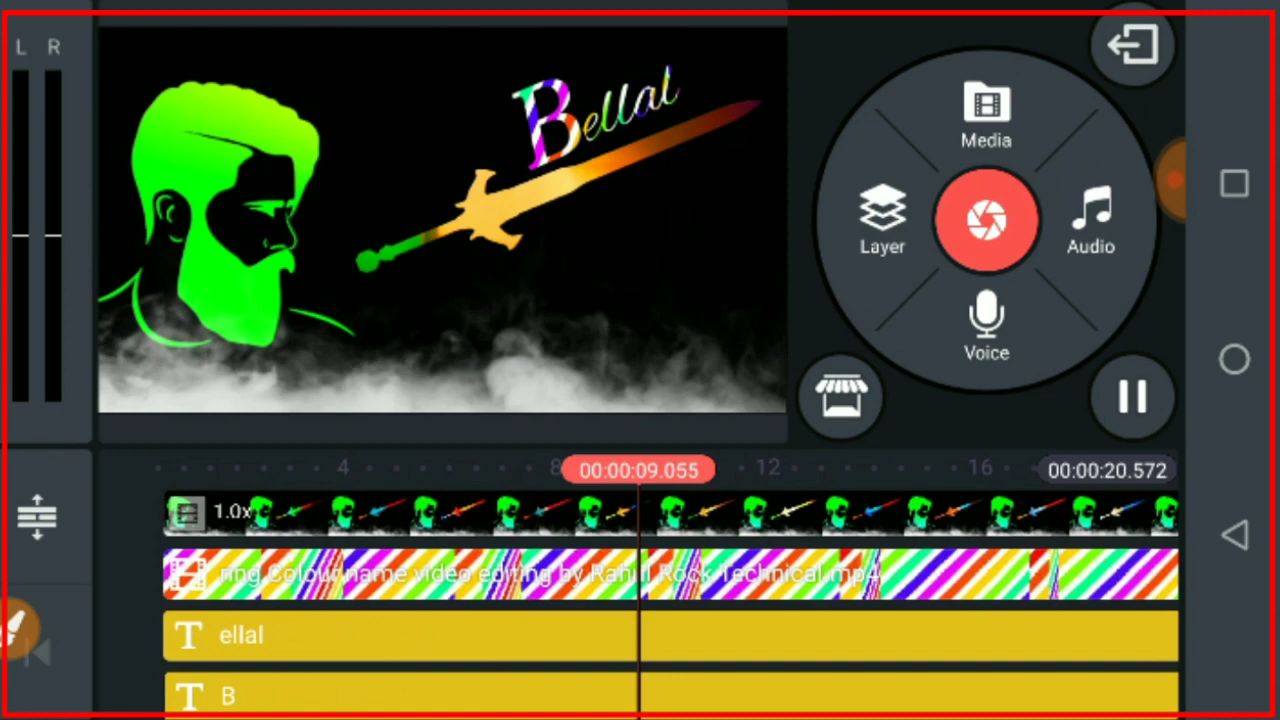 L R
Bellal
Media
Layer
Audio
Voice
4
8
00:00:09.055
12
16
00:00:20.572
1.0x
ring Colour name video editing by Rahul Rock Technical.mp4
T ellal
T B